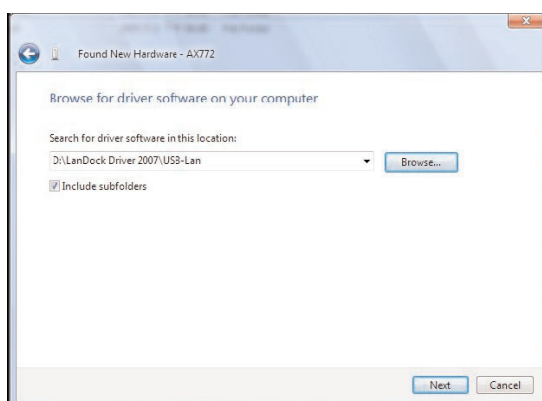 Found New Hardware - AX772
Browse for driver software on your computer
Search for driver software in this location:
D:\LanDock Driver 2007\USB-Lan
Browse...
Include subfolders
Next
Cancel